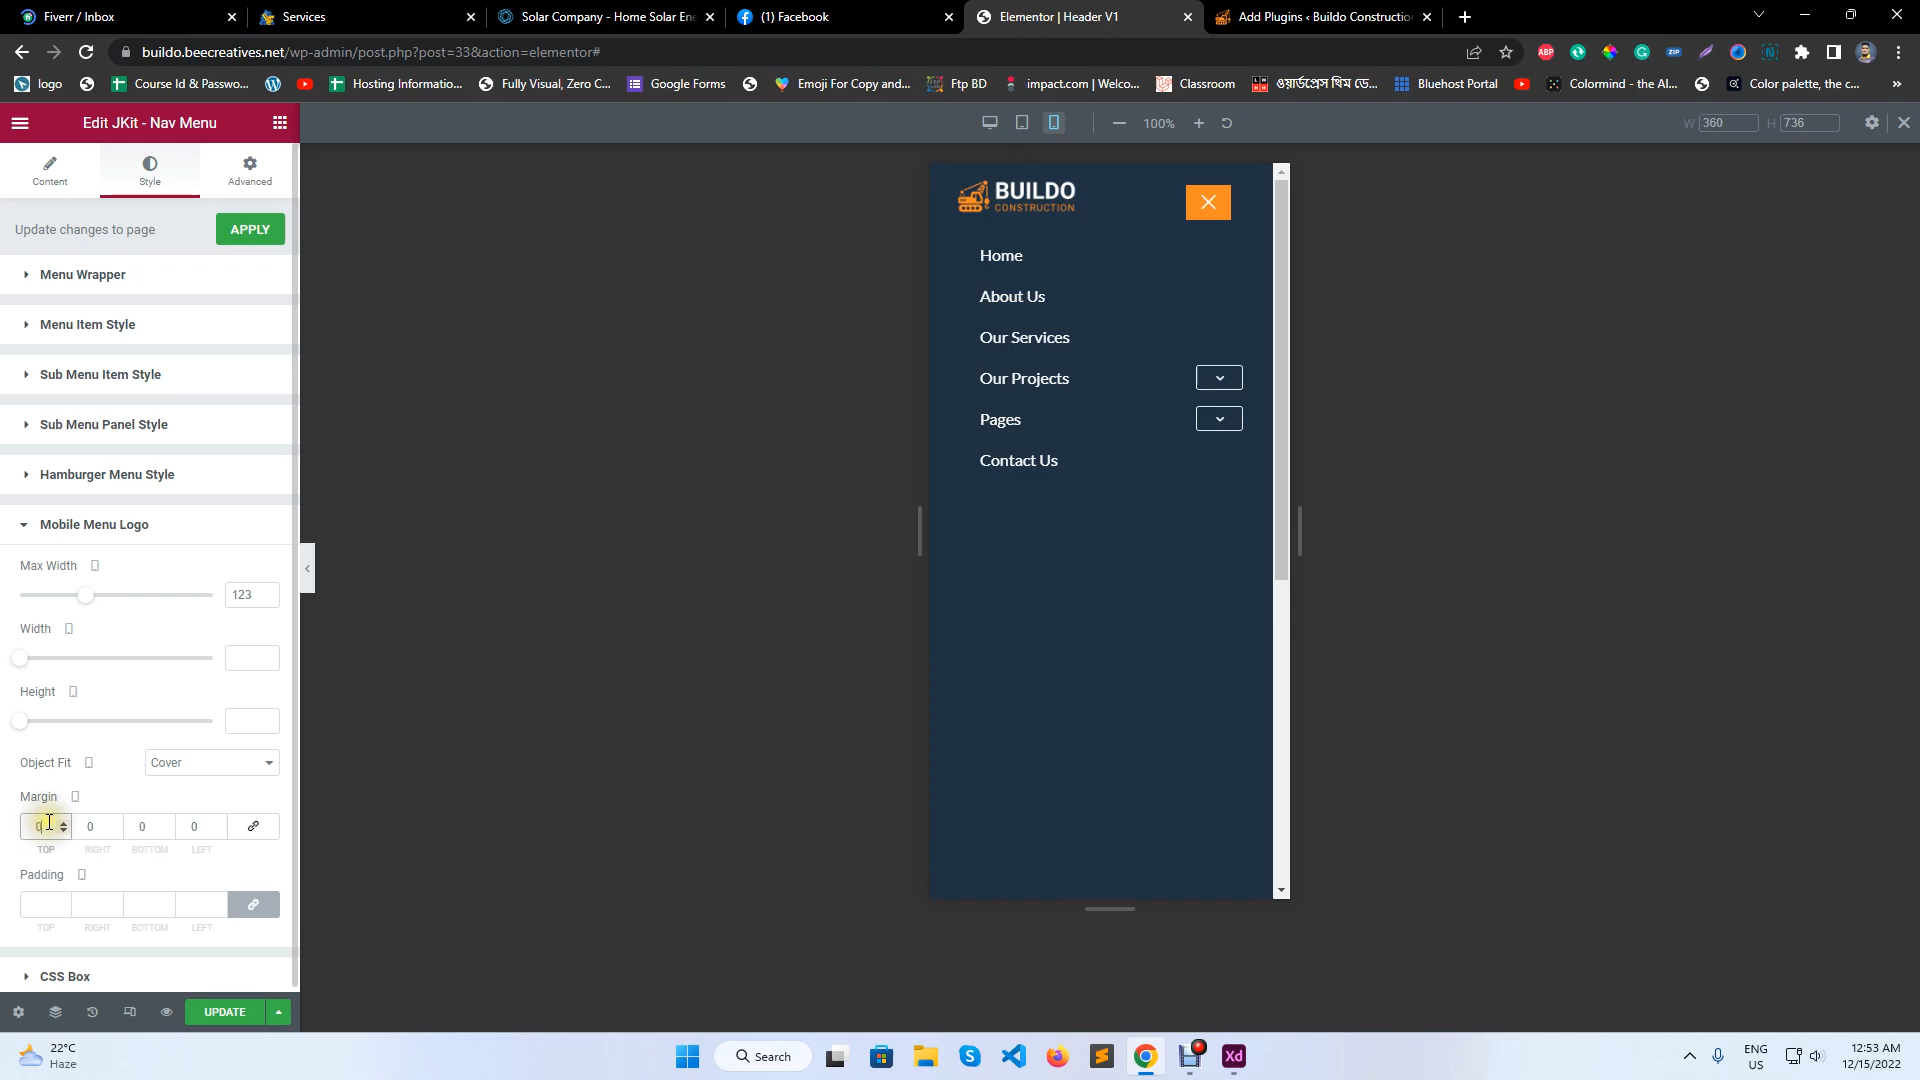 Fiverr / Inbox
Services
Solar Company - Home Solar Ene
(1) Facebook
Elementor | Header V1
Add Plugins ‹ Buildo Constructio
buildo.beecreatives.net/wp-admin/post.php?post=33&action=elementor#
ABP
ZIP
logo
Course Id & Passwo...
Hosting Informatio...
Fully Visual, Zero C...
Google Forms
Emoji For Copy and...
Ftp BD
impact.com | Welco...
Classroom
ওয়ার্ডপ্রেস থিম ডে...
Bluehost Portal
Colormind - the AI...
Color palette, the c...
»
Edit JKit - Nav Menu
100%
W 360
H 736
Content
Style
Advanced
Update changes to page
APPLY
Menu Wrapper
Menu Item Style
Sub Menu Item Style
Sub Menu Panel Style
Hamburger Menu Style
Mobile Menu Logo
Max Width
123
Width
Height
Object Fit
Cover
Margin
0 0 0 0
TOP RIGHT BOTTOM LEFT
Padding
TOP RIGHT BOTTOM LEFT
CSS Box
UPDATE
BUILDO
CONSTRUCTION
Home
About Us
Our Services
Our Projects
Pages
Contact Us
22°C
Haze
Search
Xd
ENG
US
12:53 AM
12/15/2022